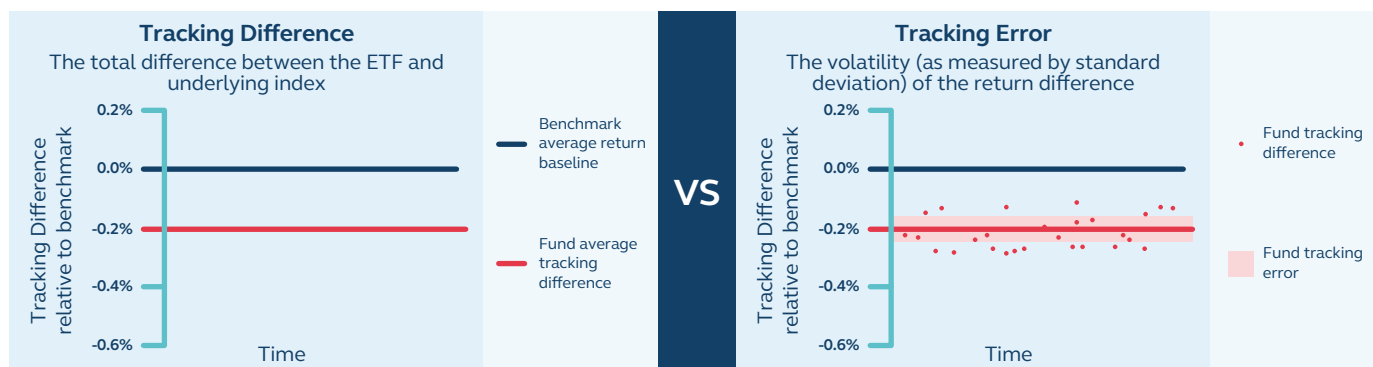 Tracking Difference
The total difference between the ETF and
underlying index
0.2%
0.0%
-0.2%
-0.4%
-0.6%
Tracking Difference
relative to benchmark
Time
Benchmark
average return
baseline
Fund average
tracking
difference
VS
Tracking Error
The volatility (as measured by standard
deviation) of the return difference
0.2%
0.0%
-0.2%
-0.4%
-0.6%
Tracking Difference
relative to benchmark
Time
Fund tracking
difference
Fund tracking
error